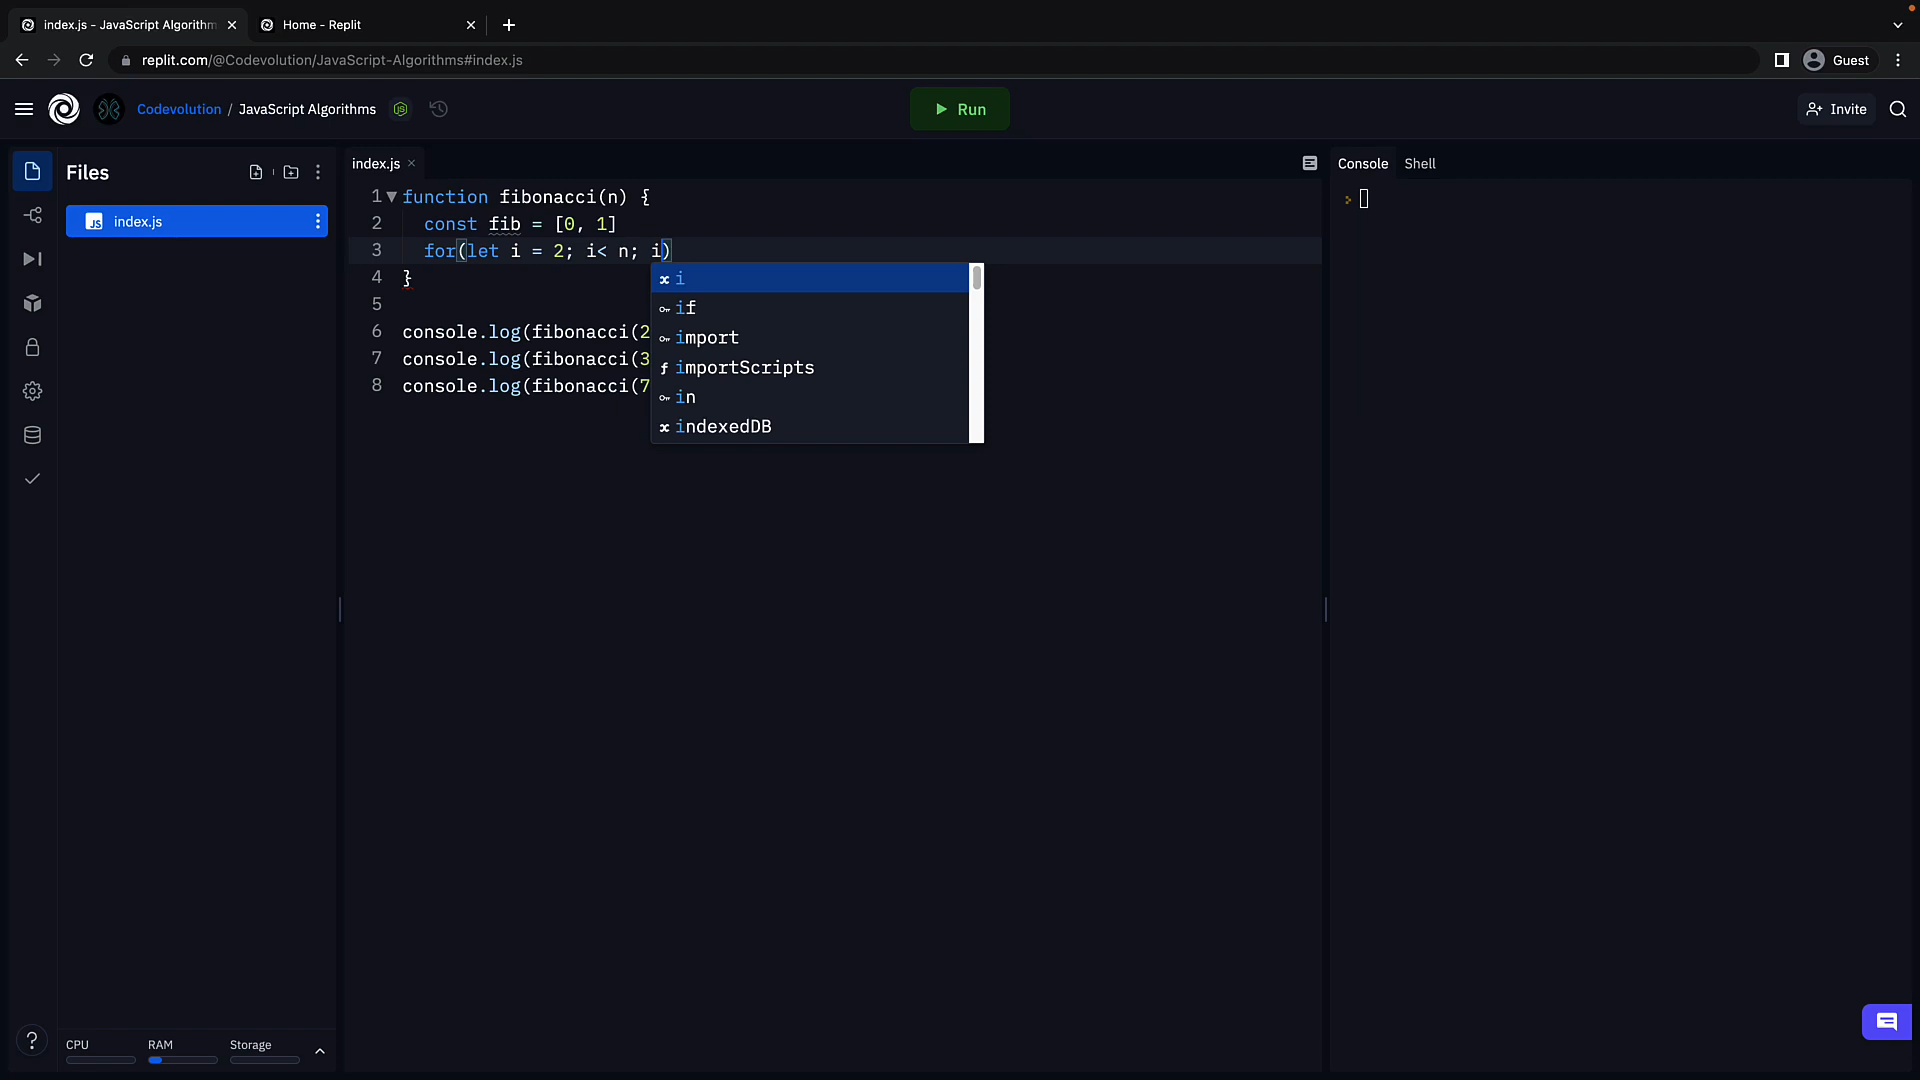 index.js - JavaScript Algorithm
Home - Replit
replit.com/@Codevolution/JavaScript-Algorithms#index.js
Guest
Codevolution / JavaScript Algorithms
Run
Invite
Files
index.js
JS index.js
Console
Shell
1 function fibonacci(n) {
2 const fib = [0, 1]
3 for(let i = 2; i< n; i)
4 }
5
6 console.log(fibonacci(2
7 console.log(fibonacci(3
8 console.log(fibonacci(7
i
if
import
importScripts
in
indexedDB
CPU
RAM
Storage